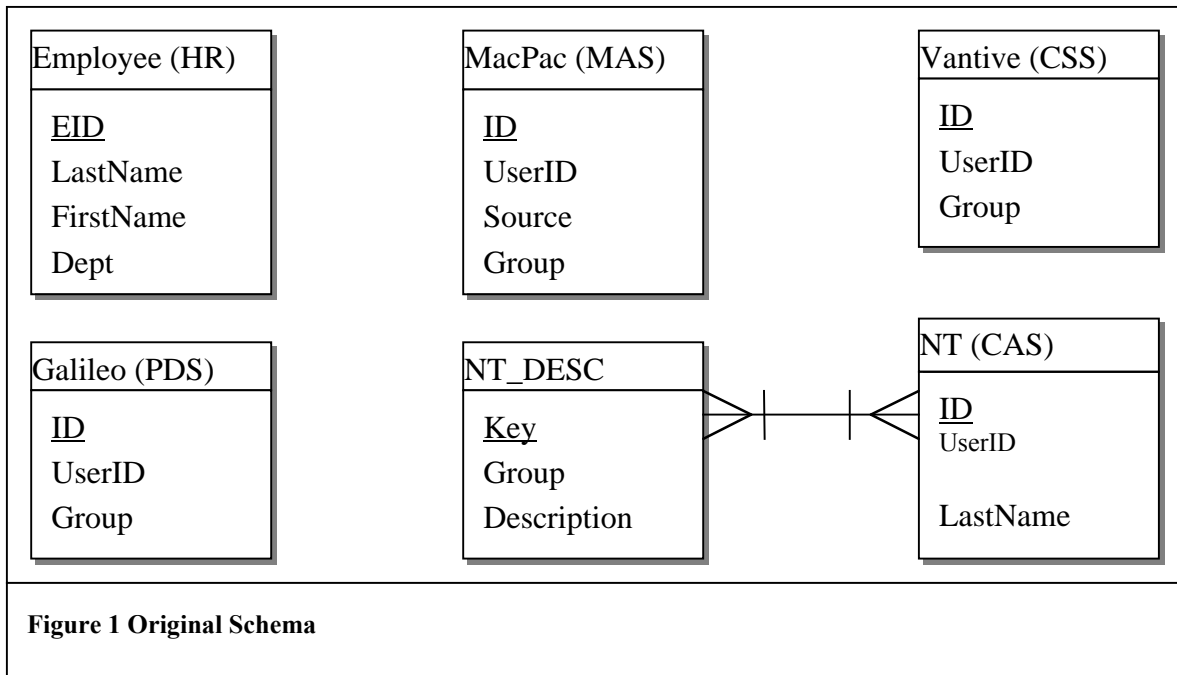 Employee (HR)
EID
LastName
FirstName
Dept
MacPac (MAS)
ID
UserID
Source
Group
Vantive (CSS)
ID
UserID
Group
Galileo (PDS)
ID
UserID
Group
NT_DESC
Key
Group
Description
NT (CAS)
ID
UserID
LastName
Figure 1 Original Schema